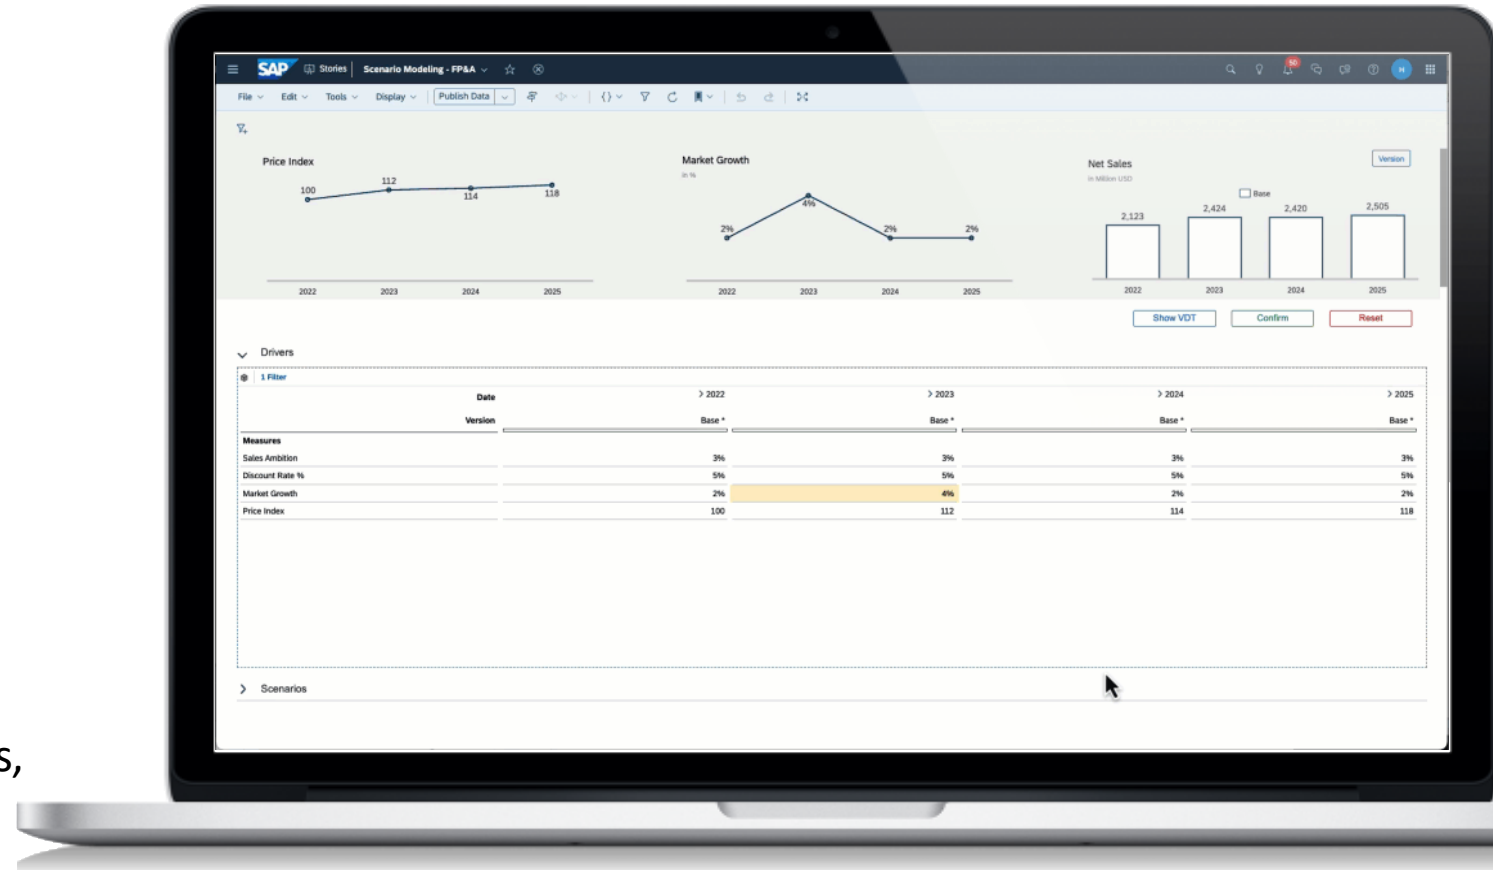 SAP Stories Scenario Modeling - FP&A 50 H
File Edit Tools Display Publish Data
Price Index
100 112 114 118
2022 2023 2024 2025
Market Growth
in %
2% 4% 2% 2%
2022 2023 2024 2025
Net Sales
in Million USD
Version
Base
2,123 2,424 2,420 2,505
2022 2023 2024 2025
Show VDT Confirm Reset
Drivers
1 Filter
Date > 2022 > 2023 > 2024 > 2025
Version Base * Base * Base * Base *
Measures
Sales Ambition 3% 3% 3% 3%
Discount Rate % 5% 5% 5% 5%
Market Growth 2% 4% 2% 2%
Price Index 100 112 114 118
Scenarios
s,